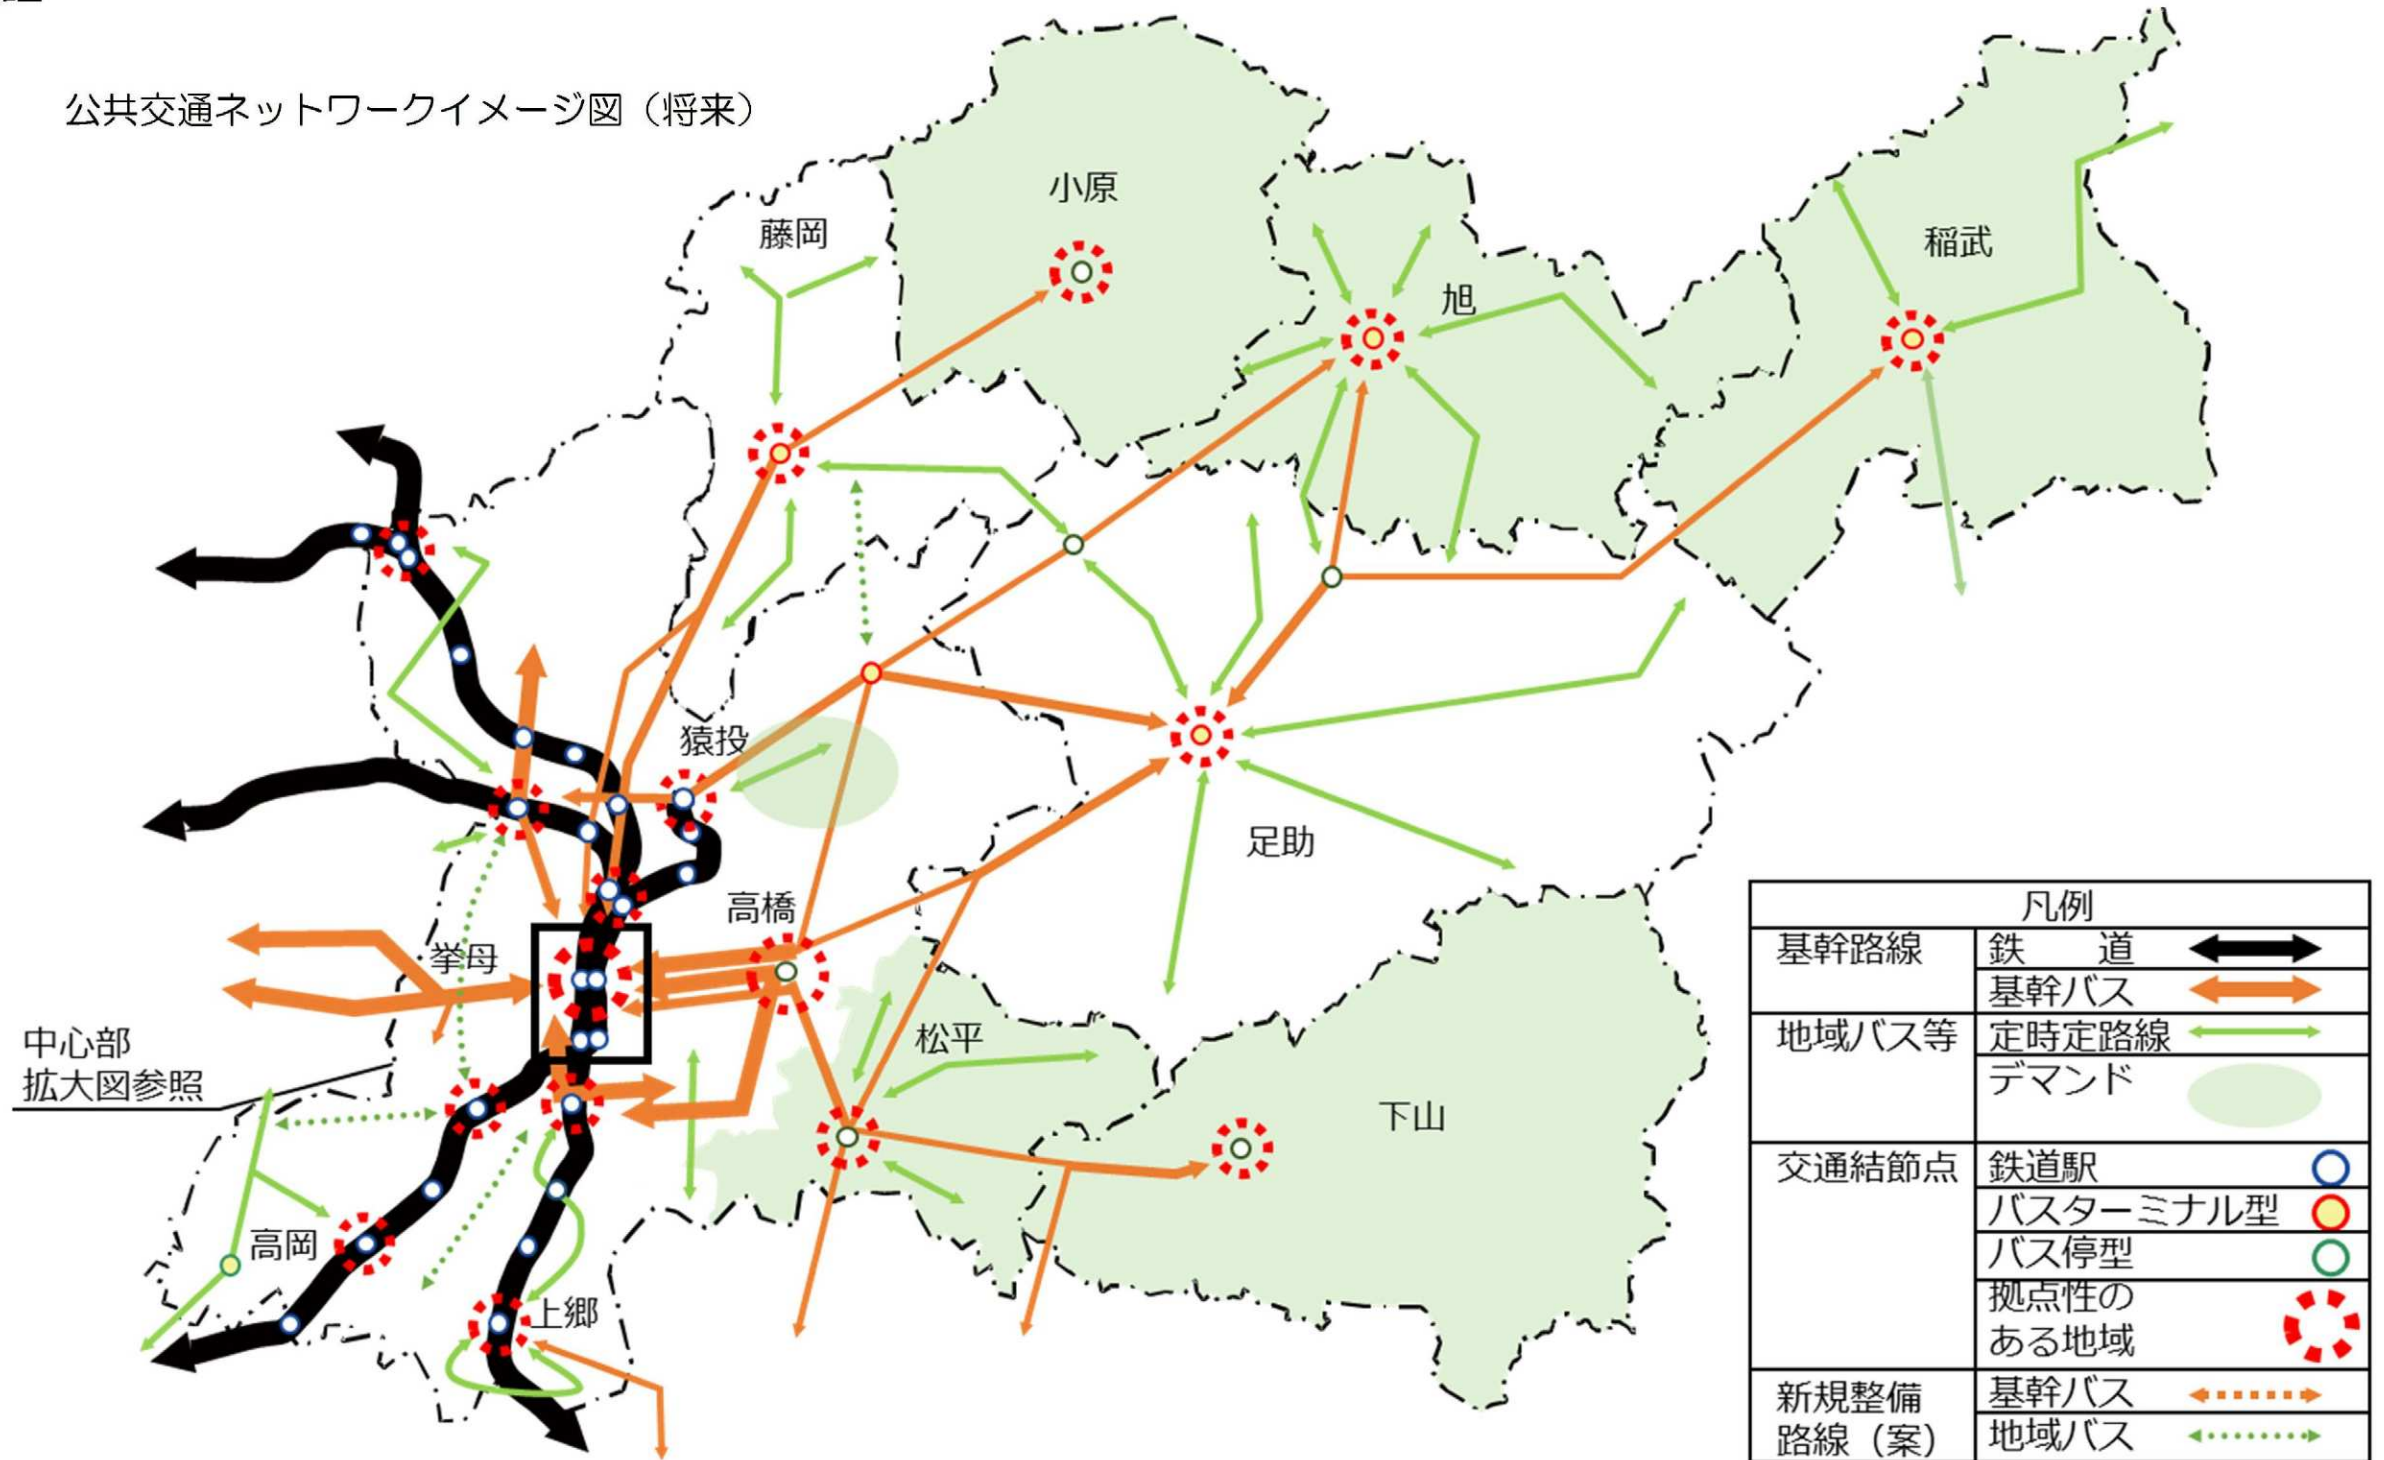 公共交通ネットワークイメージ図（将来）
小原
藤岡
稲武
旭
猿投
足助
高橋
挙母
松平
中心部
拡大図参照
下山
高岡
上郷
凡例
基幹路線
鉄　　道
基幹バス
地域バス等
定時定路線
デマンド
交通結節点
鉄道駅
バスターミナル型
バス停型
拠点性の
ある地域
新規整備
路線（案）
基幹バス
地域バス